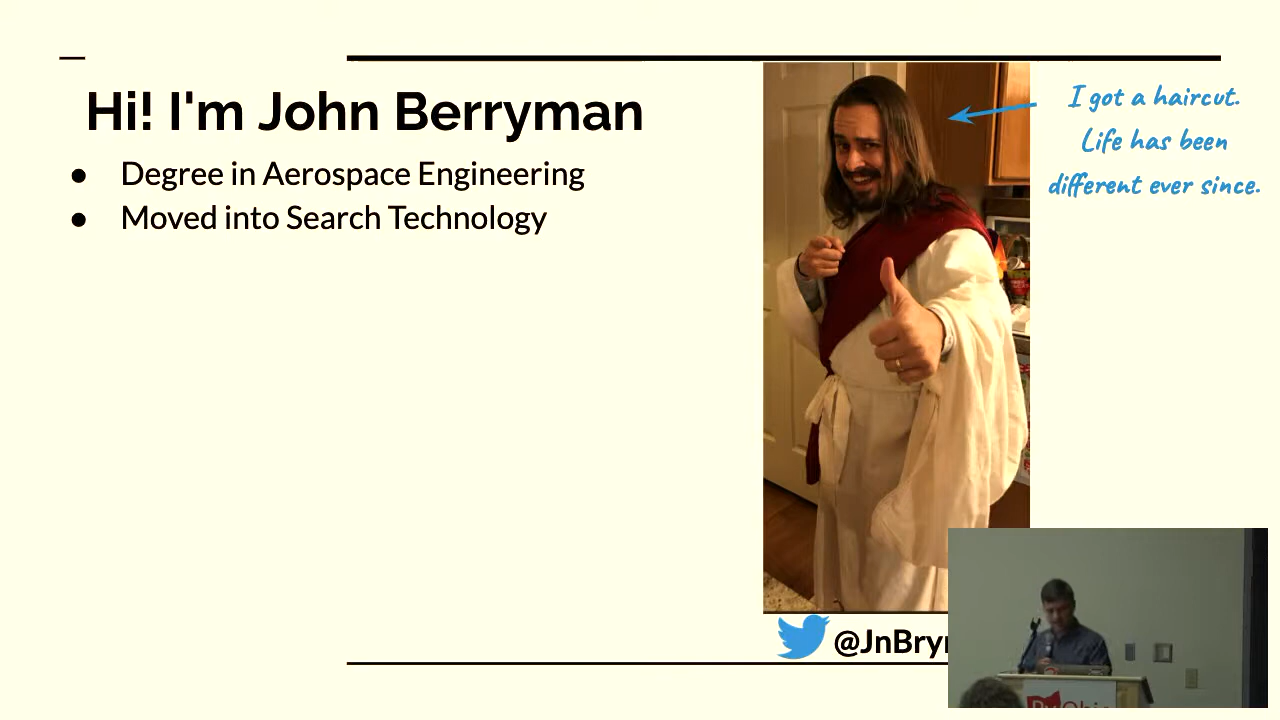 Hi! I'm John Berryman
● Degree in Aerospace Engineering
● Moved into Search Technology
I got a haircut.
Life has been
different ever since.